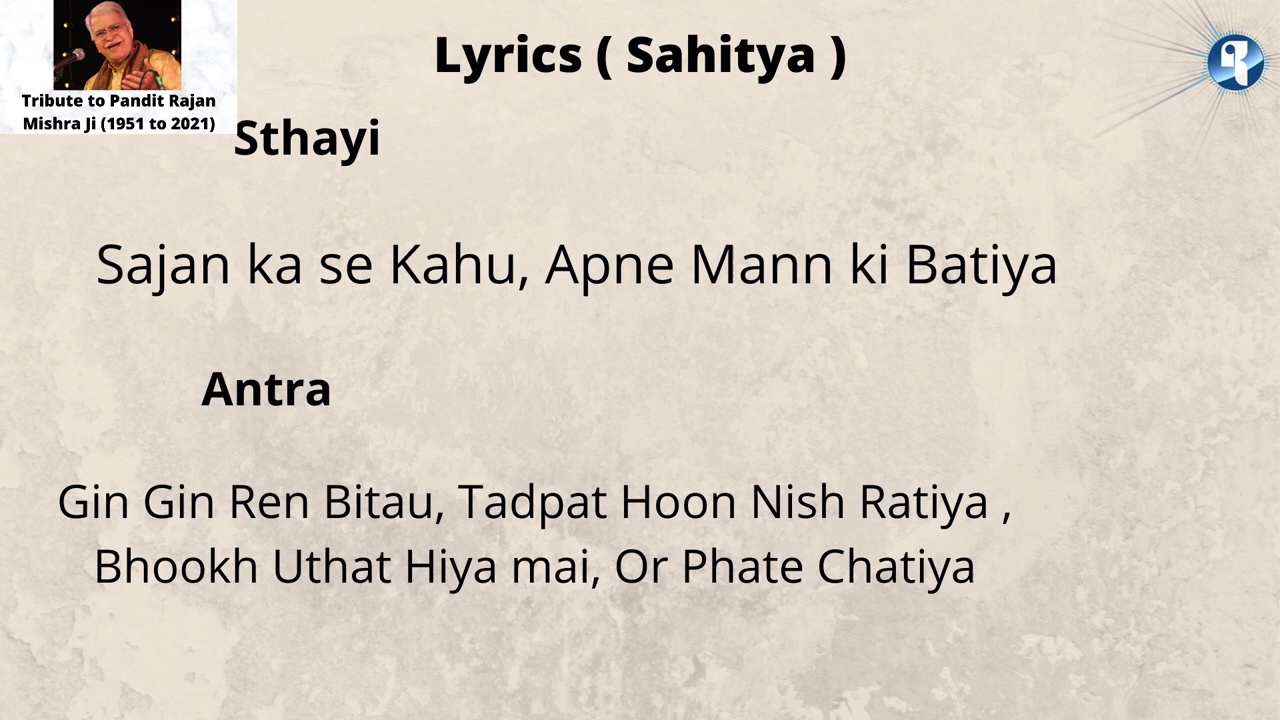 Lyrics ( Sahitya )
Tribute to Pandit Rajan
Mishra Ji (1951 to 2021)
Sthayi
Sajan ka se Kahu, Apne Mann ki Batiya
Antra
Gin Gin Ren Bitau, Tadpat Hoon Nish Ratiya ,
Bhookh Uthat Hiya mai, Or Phate Chatiya